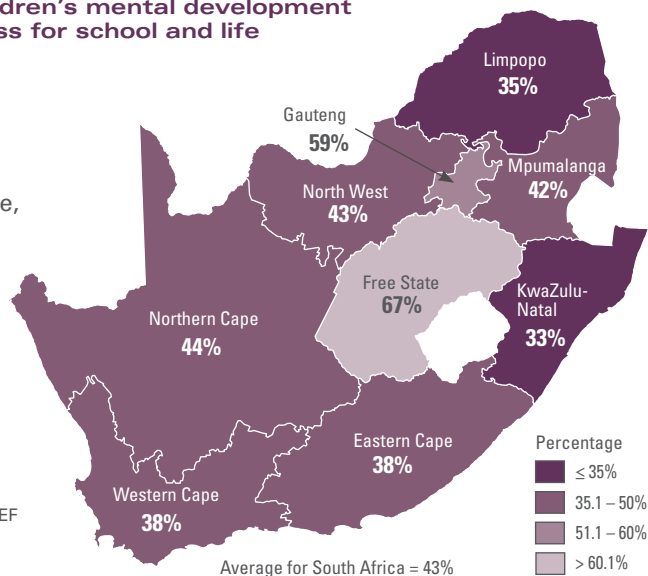 dren's mental development
ss for school and life
Limpopo
35%
Gauteng
59%
Mpumalanga
42%
North West
43%
e,
Free State
67%
KwaZulu-
Natal
33%
Northern Cape
44%
Eastern Cape
38%
Western Cape
38%
EF
Average for South Africa = 43%
Percentage
≤ 35%
35.1 – 50%
51.1 – 60%
> 60.1%